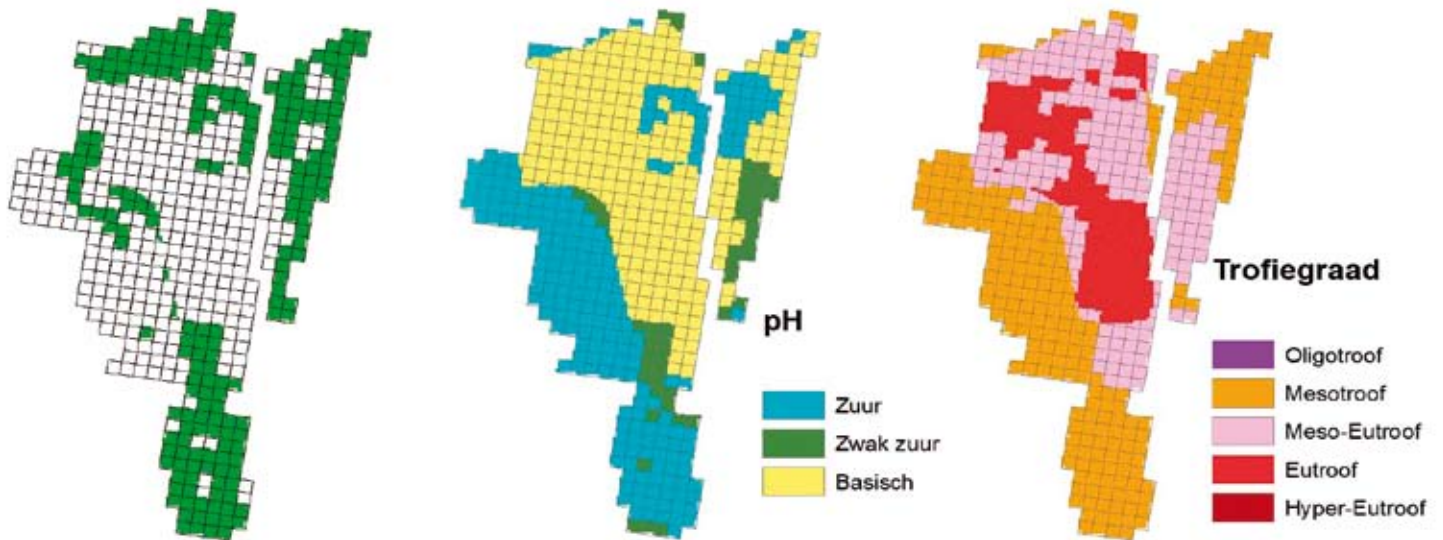 pH
Zuur
Zwak zuur
Basisch
Trofiegraad
Oligotroof
Mesotroof
Meso-Eutroof
Eutroof
Hyper-Eutroof